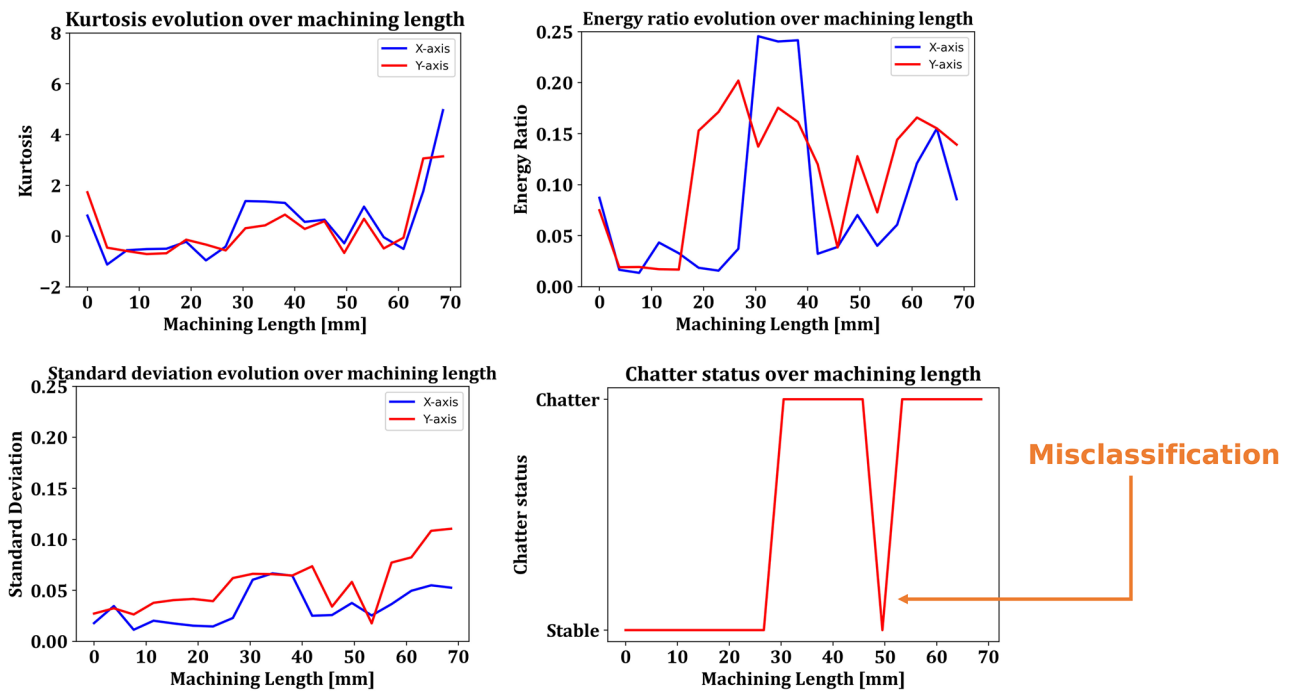 Kurtosis evolution over machining length
8
6
4
2
0
−2
Kurtosis
X-axis
Y-axis
0 10 20 30 40 50 60 70
Machining Length [mm]
Energy ratio evolution over machining length
0.25
0.20
0.15
0.10
0.05
0.00
Energy Ratio
X-axis
Y-axis
0 10 20 30 40 50 60 70
Machining Length [mm]
Standard deviation evolution over machining length
0.25
0.20
0.15
0.10
0.05
0.00
Standard Deviation
X-axis
Y-axis
0 10 20 30 40 50 60 70
Machining Length [mm]
Chatter status over machining length
Chatter
Stable
Chatter status
0 10 20 30 40 50 60 70
Machining Length [mm]
Misclassification